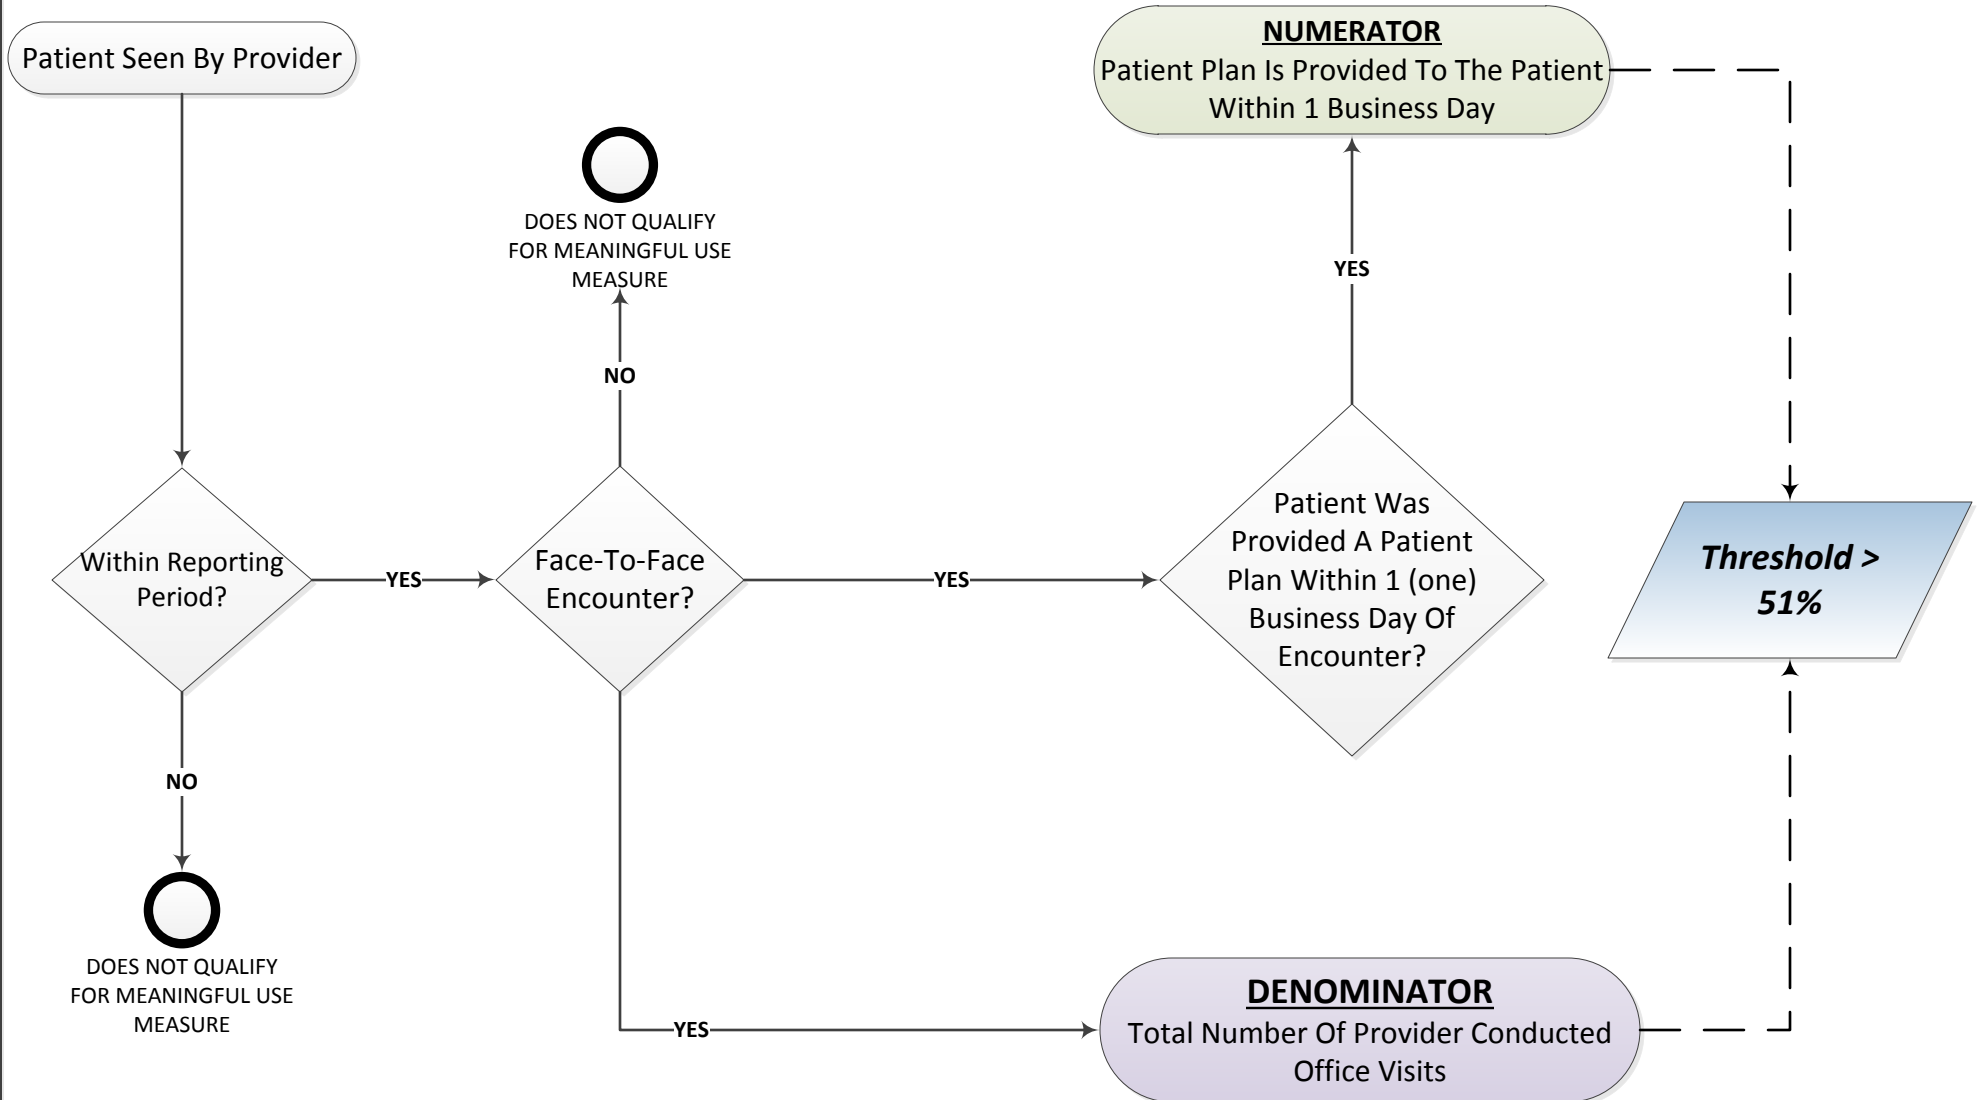 Patient Seen By Provider
NUMERATOR
Patient Plan Is Provided To The Patient
Within 1 Business Day
DOES NOT QUALIFY
FOR MEANINGFUL USE
MEASURE
YES
NO
Within Reporting
Period?
YES
Face-To-Face
Encounter?
YES
Patient Was
Provided A Patient
Plan Within 1 (one)
Business Day Of
Encounter?
Threshold >
51%
NO
DOES NOT QUALIFY
FOR MEANINGFUL USE
MEASURE
YES
DENOMINATOR
Total Number Of Provider Conducted
Office Visits